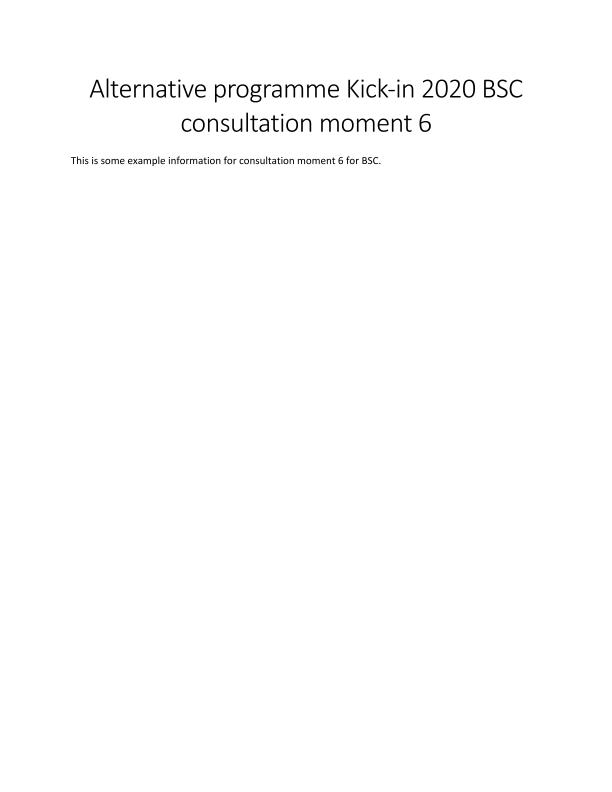 Alternative programme Kick-in 2020 BSC
consultation moment 6
This is some example information for consultation moment 6 for BSC.